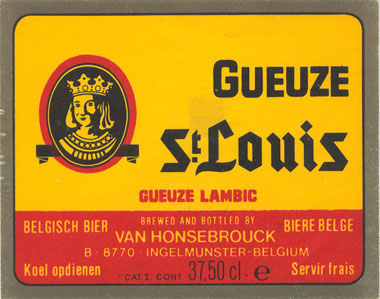 GUEUZE
St. Louis
GUEUZE LAMBIC
BELGISCH BIER
BREWED AND BOTTLED BY
BIERE BELGE
VAN HONSEBROUCK
B - 8770 - INGELMUNSTER - BELGIUM
Koel opdienen
"CAT. I. CONT. 37,50 cl - e
Servir frais